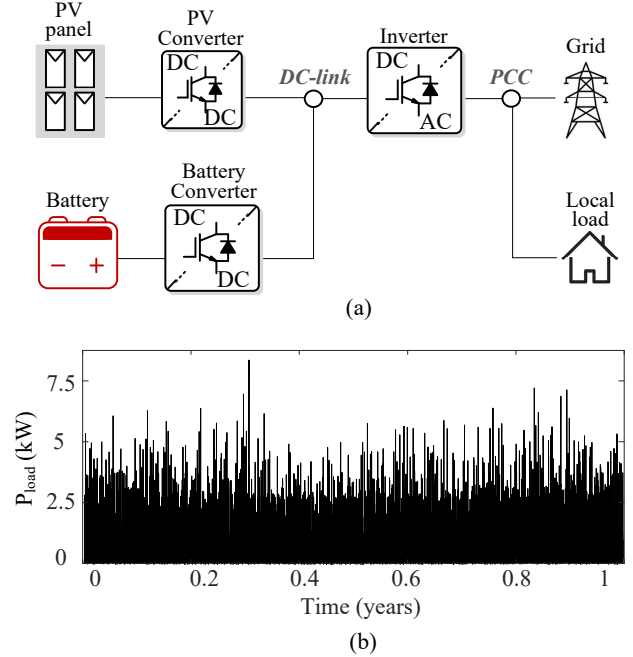 PV
panel
PV
Converter
DC
DC
DC-link
Inverter
DC
AC
PCC
Grid
Battery
Battery
Converter
DC
DC
Local
load
(a)
P_load (kW)
7.5
5
2.5
0
0
0.2
0.4
0.6
0.8
1
Time (years)
(b)